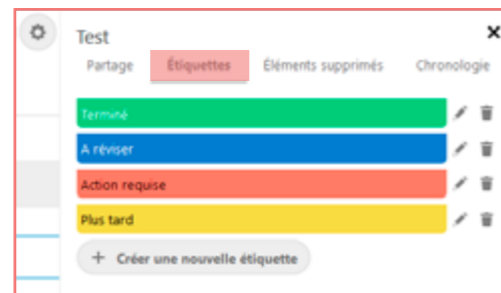 Test
Partage Étiquettes Éléments supprimés Chronologie
Terminé
A réviser
Action requise
Plus tard
+ Créer une nouvelle étiquette